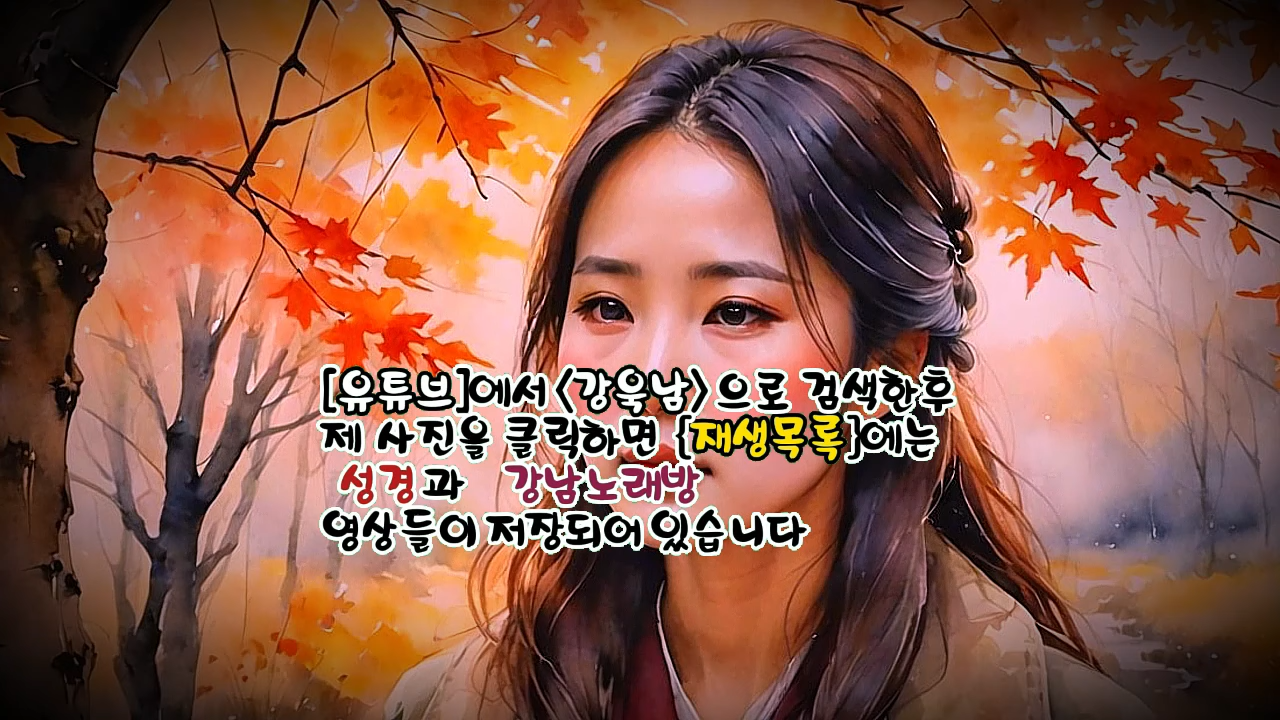 [유튜브]에서 <강욱남> 으로 검색한후
제 사진을 클릭하면 {재생목록}에는
성경과 강남노래방
영상들이 저장되어 있습니다